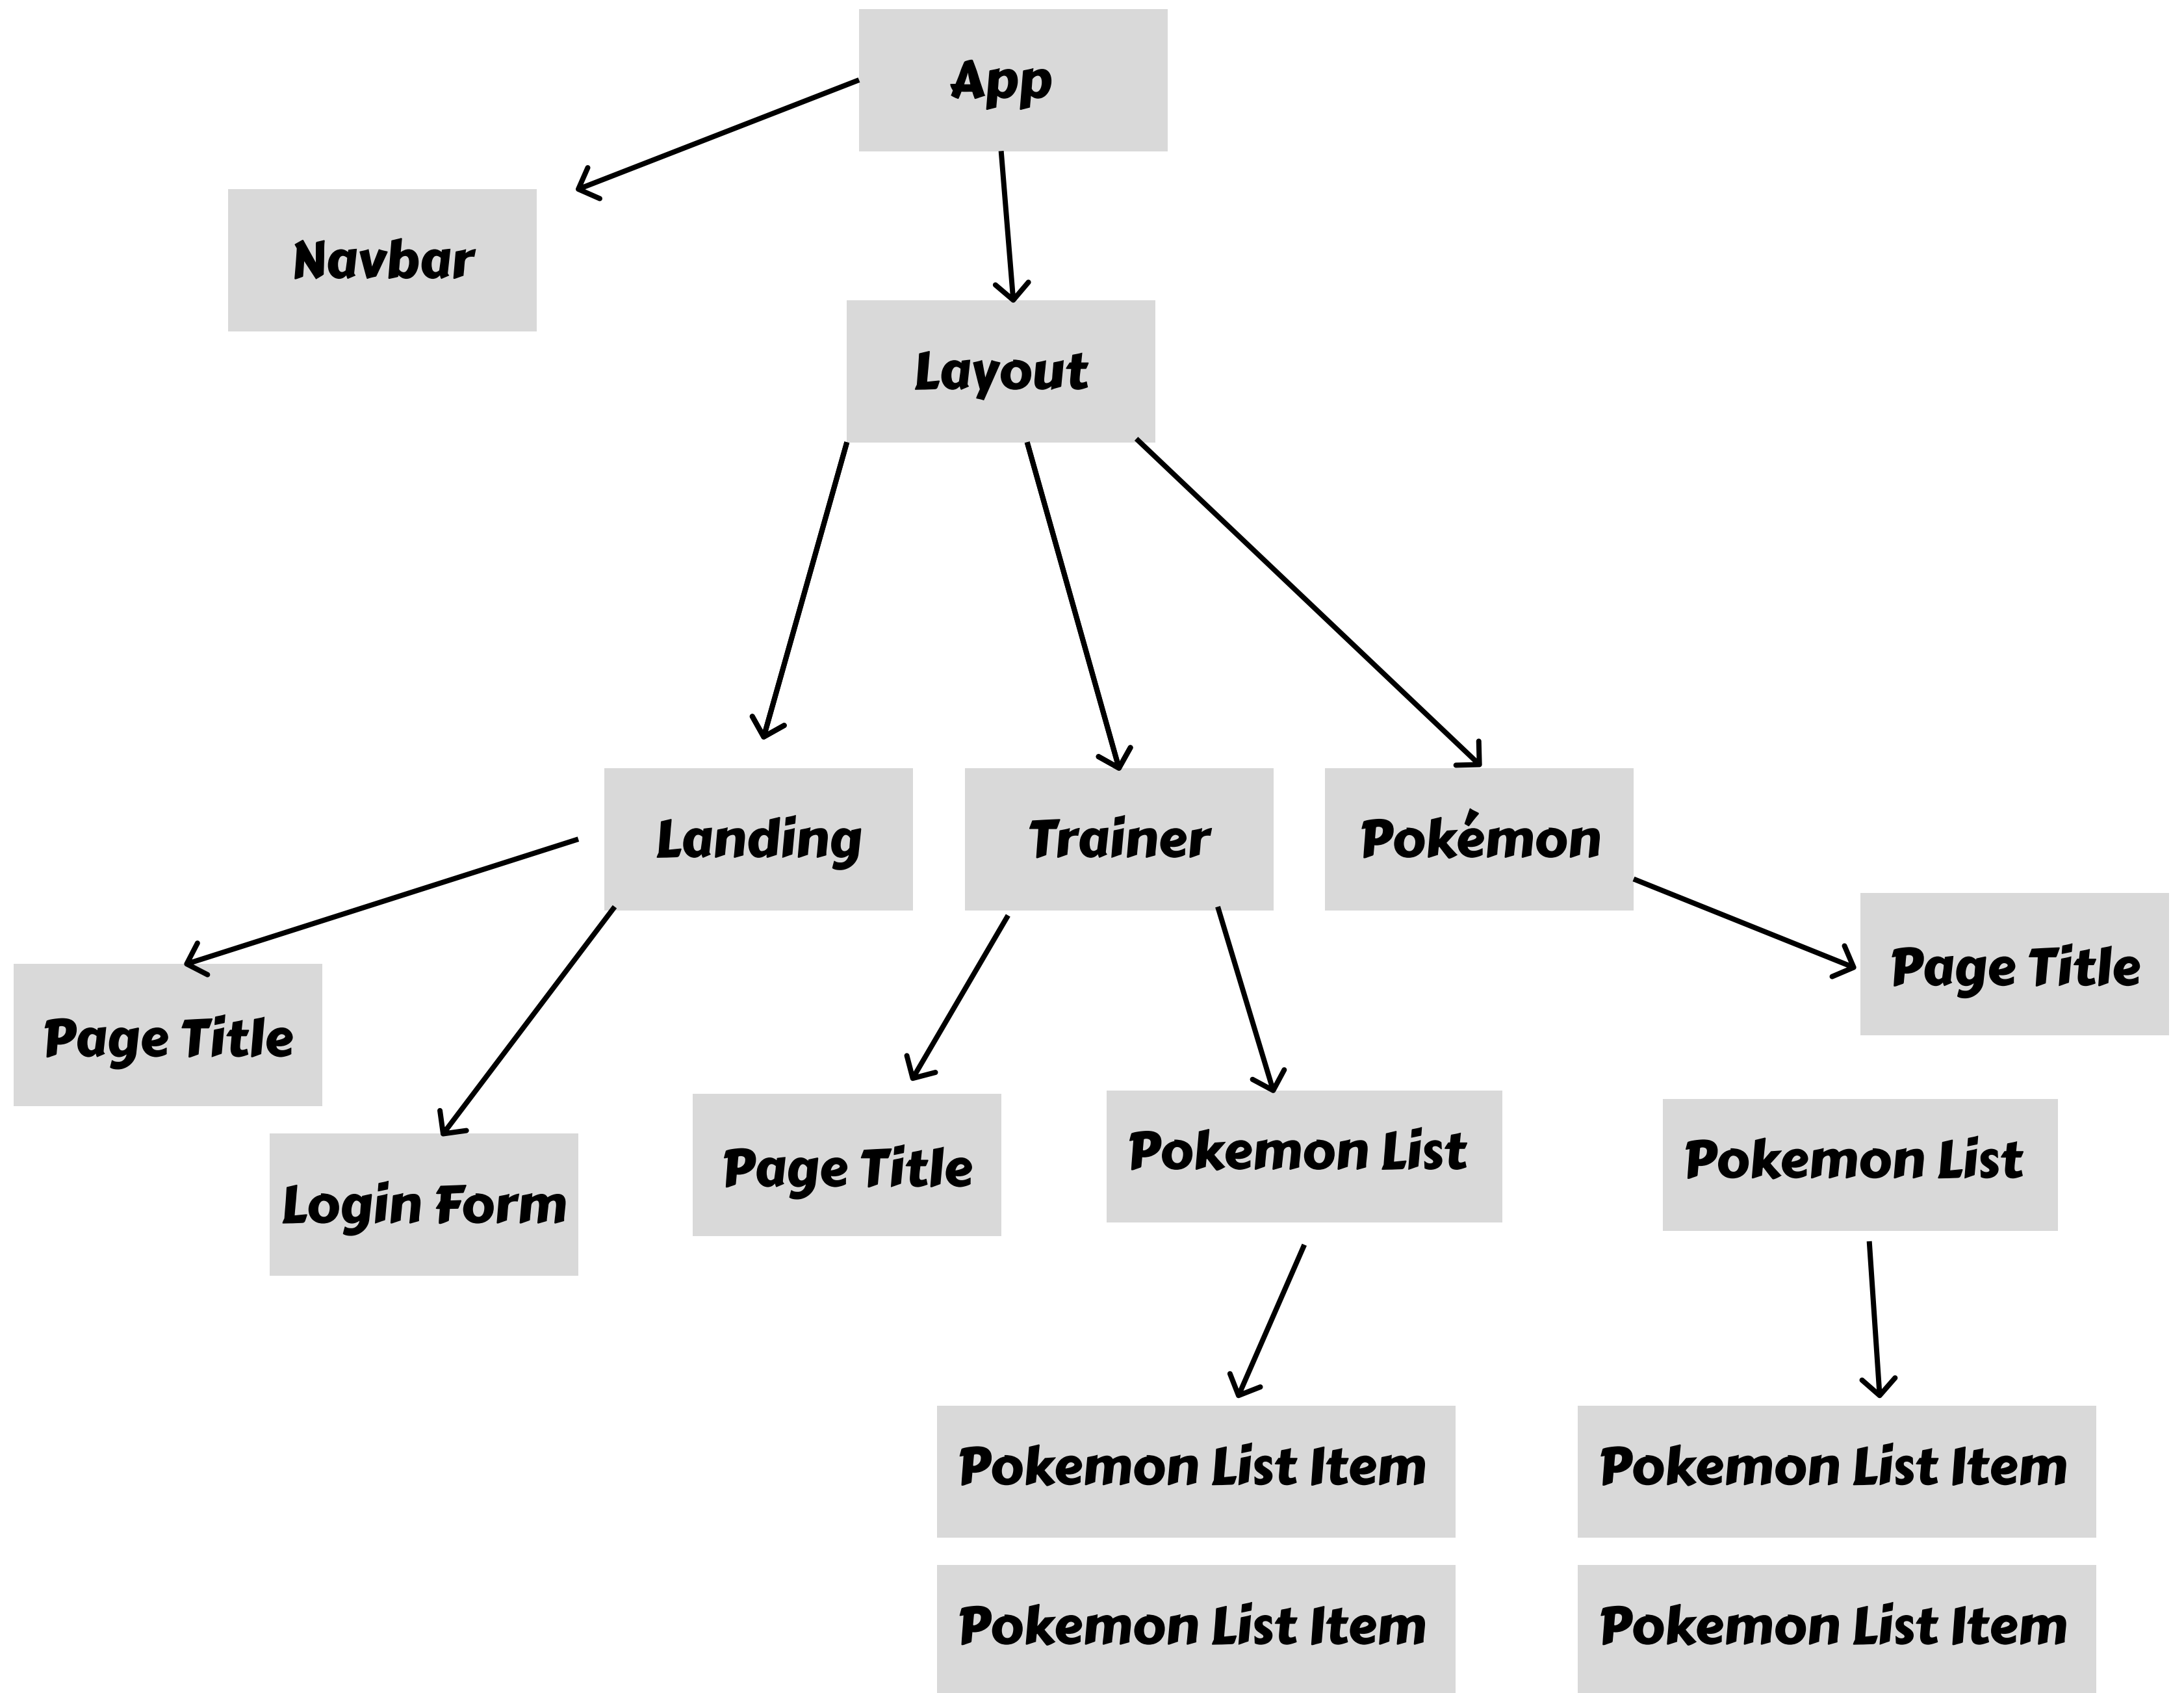 App
Navbar
Layout
Landing
Trainer
Pokémon
Page Title
Page Title
Login Form
Page Title
Pokemon List
Pokemon List
Pokemon List Item
Pokemon List Item
Pokemon List Item
Pokemon List Item